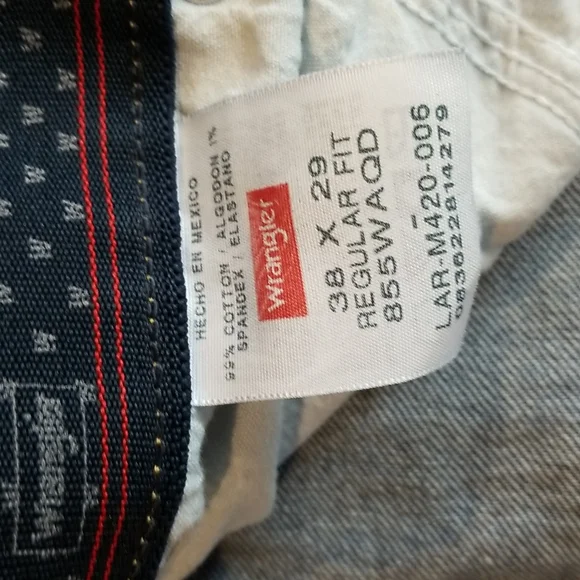 HECHO EN MEXICO
99% COTTON / ALGODON 1%
SPANDEX / ELASTANO
Wrangler
38 X 29
REGULAR FIT
855WAQD
LAR-M420-006
083622814279
Wrangler